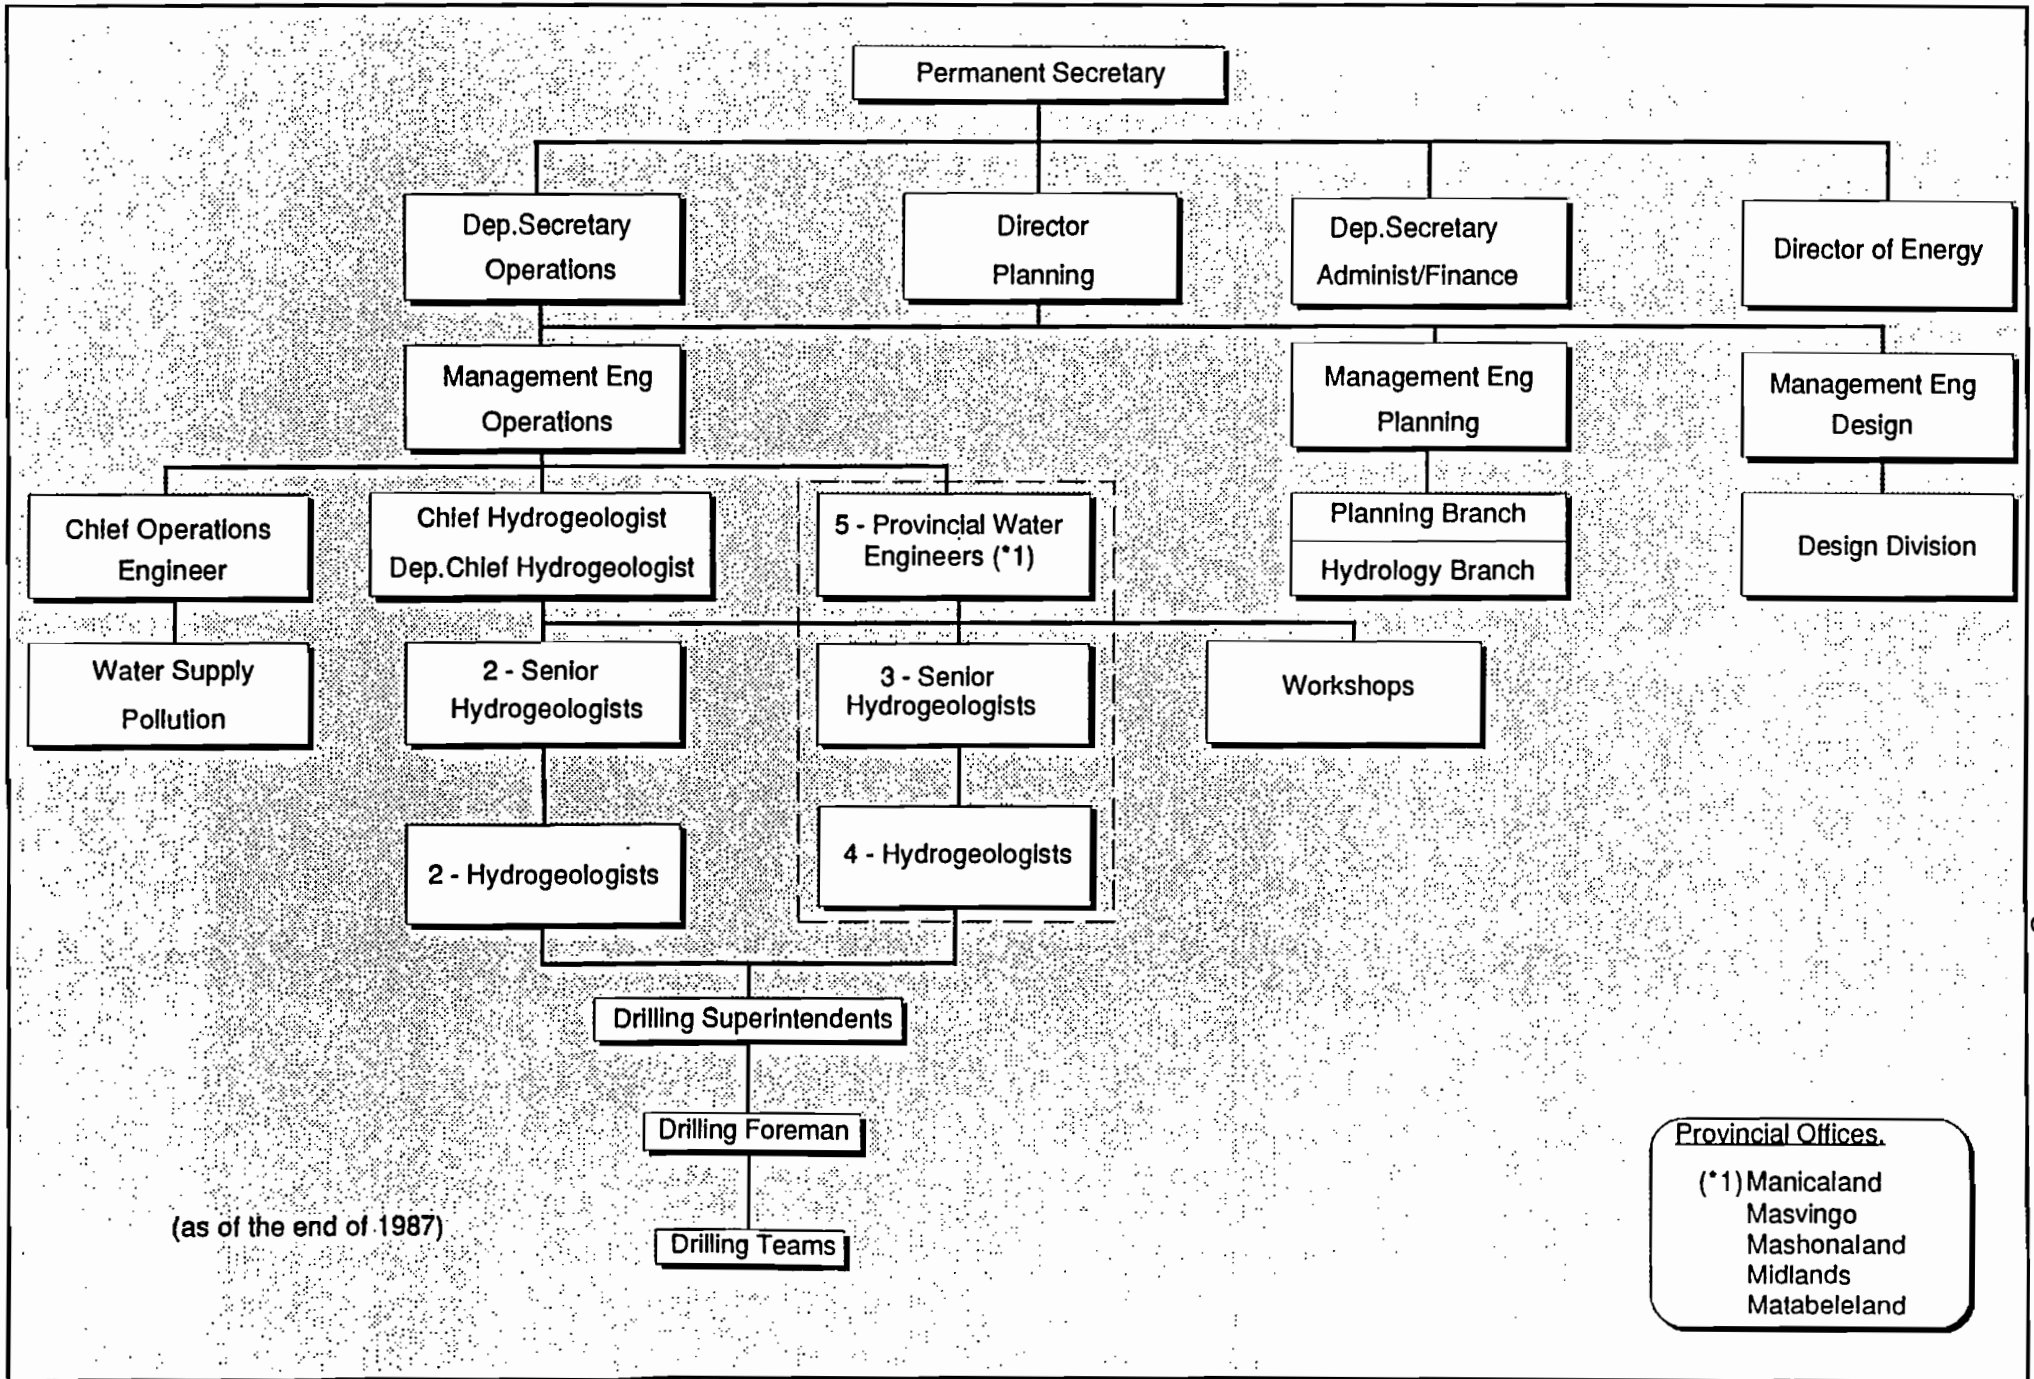 Permanent Secretary
Dep.Secretary
Operations
Director
Planning
Dep.Secretary
Administ/Finance
Director of Energy
Management Eng
Operations
Management Eng
Planning
Management Eng
Design
Chief Operations
Engineer
Chief Hydrogeologist
Dep.Chief Hydrogeologist
5 - Provincial Water
Engineers (*1)
Planning Branch
Hydrology Branch
Design Division
Water Supply
Pollution
2 - Senior
Hydrogeologists
3 - Senior
Hydrogeologists
Workshops
2 - Hydrogeologists
4 - Hydrogeologists
Drilling Superintendents
Drilling Foreman
Drilling Teams
(as of the end of 1987)
Provincial Offices.
(*1) Manicaland
Masvingo
Mashonaland
Midlands
Matabeleland